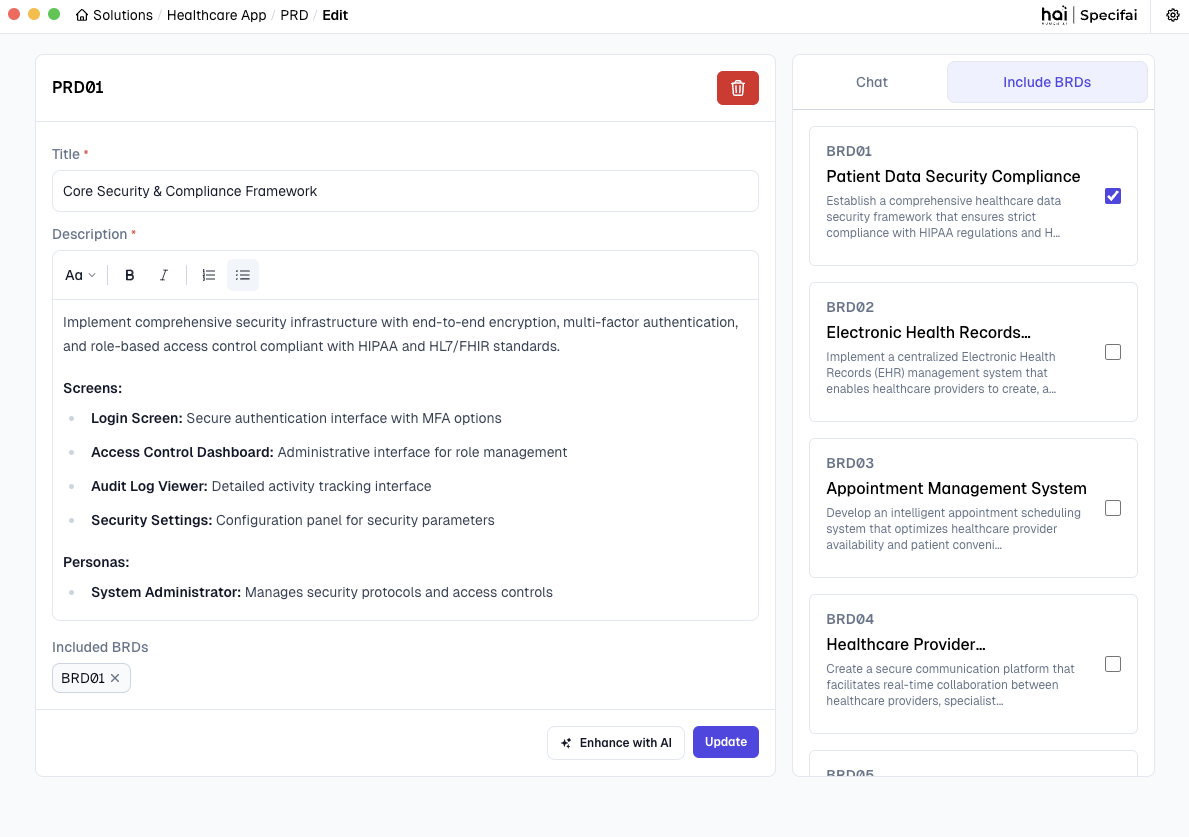 Solutions / Healthcare App / PRD / Edit
hai | Specifai
PRD01
Title *
Core Security & Compliance Framework
Description *
Aa
B
I
Implement comprehensive security infrastructure with end-to-end encryption, multi-factor authentication,
and role-based access control compliant with HIPAA and HL7/FHIR standards.
Screens:
Login Screen: Secure authentication interface with MFA options
Access Control Dashboard: Administrative interface for role management
Audit Log Viewer: Detailed activity tracking interface
Security Settings: Configuration panel for security parameters
Personas:
System Administrator: Manages security protocols and access controls
Included BRDs
BRD01
Enhance with AI
Update
Chat
Include BRDs
BRD01
Patient Data Security Compliance
Establish a comprehensive healthcare data
security framework that ensures strict
compliance with HIPAA regulations and H...
BRD02
Electronic Health Records...
Implement a centralized Electronic Health
Records (EHR) management system that
enables healthcare providers to create, a...
BRD03
Appointment Management System
Develop an intelligent appointment scheduling
system that optimizes healthcare provider
availability and patient conveni...
BRD04
Healthcare Provider...
Create a secure communication platform that
facilitates real-time collaboration between
healthcare providers, specialist...
BRD05